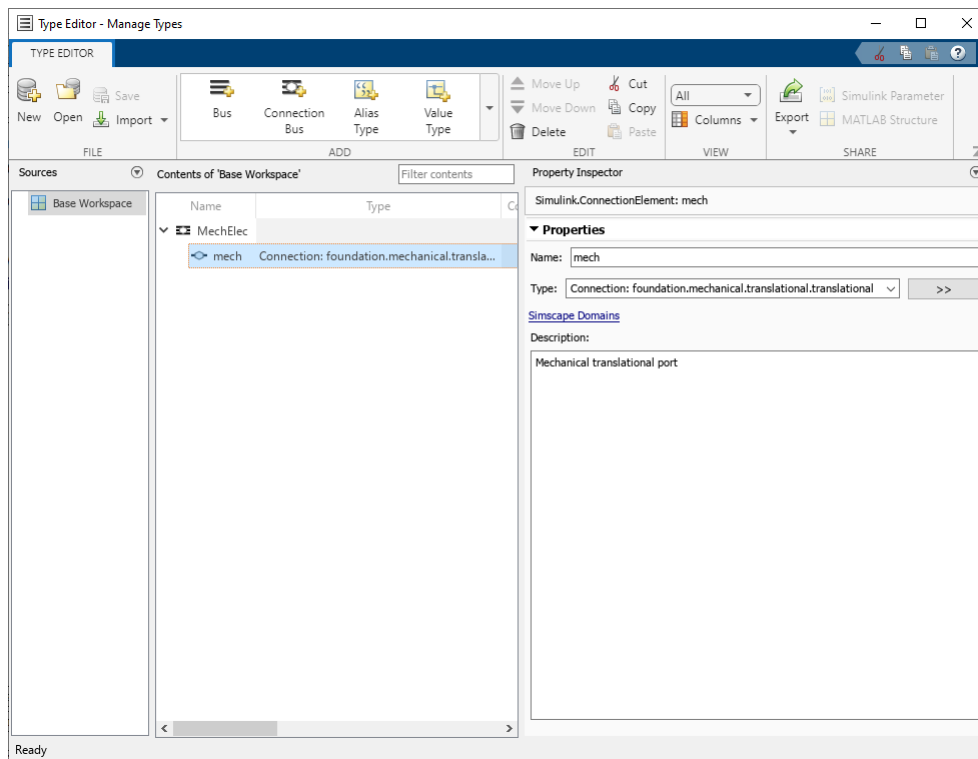 Type Editor - Manage Types
TYPE EDITOR
New
Open
Save
Import
FILE
Bus
Connection
Bus
Alias
Type
Value
Type
ADD
Move Up
Move Down
Delete
Cut
Copy
Paste
EDIT
All
Columns
VIEW
Export
Simulink Parameter
MATLAB Structure
SHARE
Sources
Base Workspace
Contents of 'Base Workspace'
Filter contents
Name Type Co
MechElec
mech Connection: foundation.mechanical.transla...
Property Inspector
Simulink.ConnectionElement: mech
Properties
Name: mech
Type: Connection: foundation.mechanical.translational.translational >>
Simscape Domains
Description:
Mechanical translational port
Ready